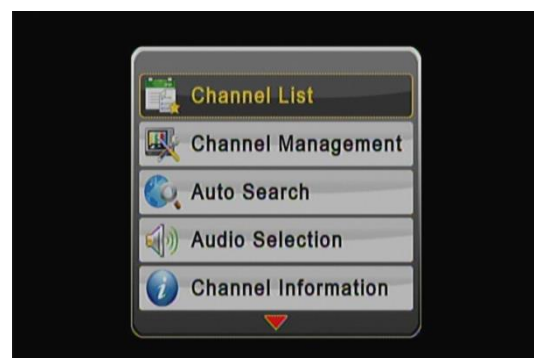 Channel List
Channel Management
Auto Search
Audio Selection
Channel Information